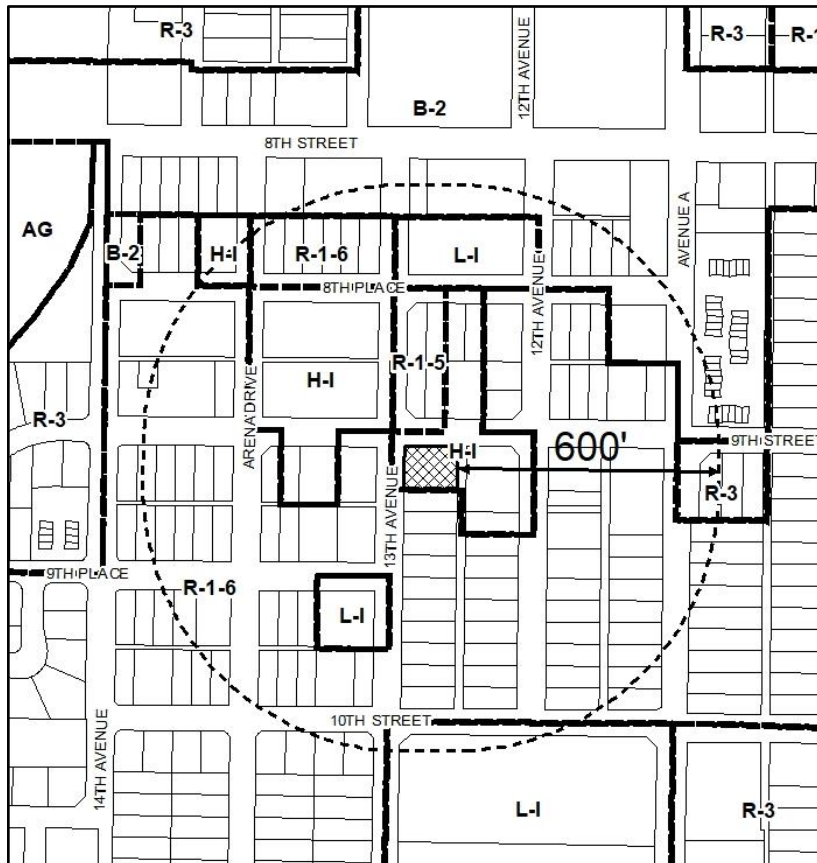 R-3
R-3
R-1
12TH AVENUE
B-2
8TH STREET
AVENUE A
AG
B-2
H-I
R-1-6
L-I
8TH PLACE
12TH AVENUE
R-1-5
H-I
ARENA DRIVE
R-3
H-I
600'
9TH STREET
R-3
13TH AVENUE
9TH PLACE
R-1-6
L-I
10TH STREET
14TH AVENUE
L-I
R-3